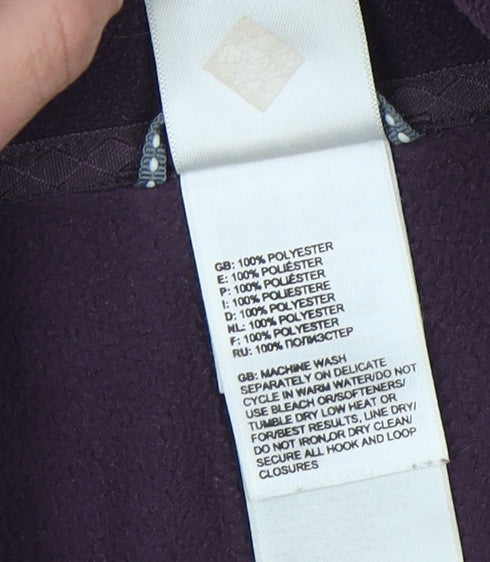 GB: 100% POLYESTER
E: 100% POLIÉSTER
P: 100% POLIÉSTER
I: 100% POLIESTERE
D: 100% POLYESTER
NL: 100% POLYESTER
F: 100% POLYESTER
RU: 100% ПОЛИЭСТЕР
GB: MACHINE WASH
SEPARATELY ON DELICATE
CYCLE IN WARM WATER/DO NOT
USE BLEACH OR/SOFTENERS/
TUMBLE DRY LOW HEAT OR
FOR/BEST RESULTS, LINE DRY/
DO NOT IRON,OR DRY CLEAN/
SECURE ALL HOOK AND LOOP
CLOSURES